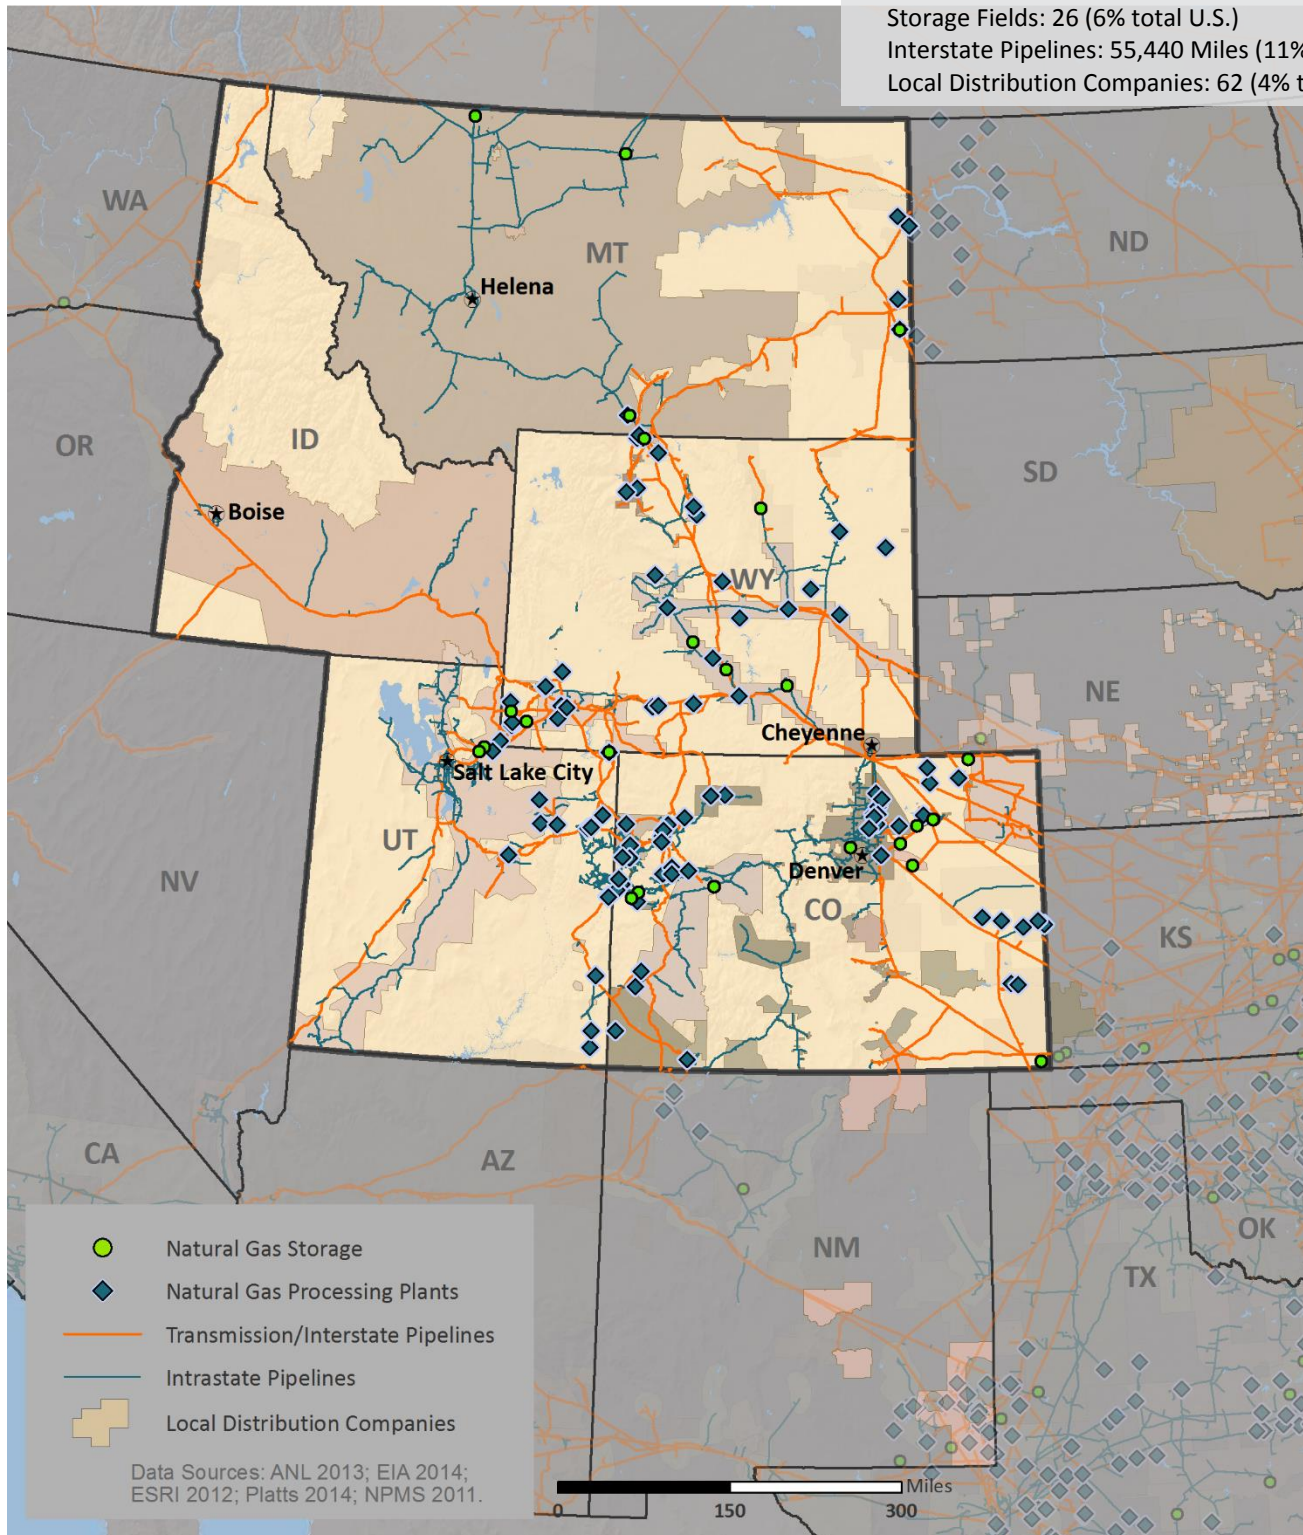 Storage Fields: 26 (6% total U.S.)
Interstate Pipelines: 55,440 Miles (11%
Local Distribution Companies: 62 (4% t
WA
MT
ND
Helena
OR
ID
SD
Boise
WY
NE
Cheyenne
Salt Lake City
UT
NV
Denver
CO
KS
CA
AZ
NM
OK
TX
Natural Gas Storage
Natural Gas Processing Plants
Transmission/Interstate Pipelines
Intrastate Pipelines
Local Distribution Companies
Data Sources: ANL 2013; EIA 2014;
ESRI 2012; Platts 2014; NPMS 2011.
Miles
0 150 300